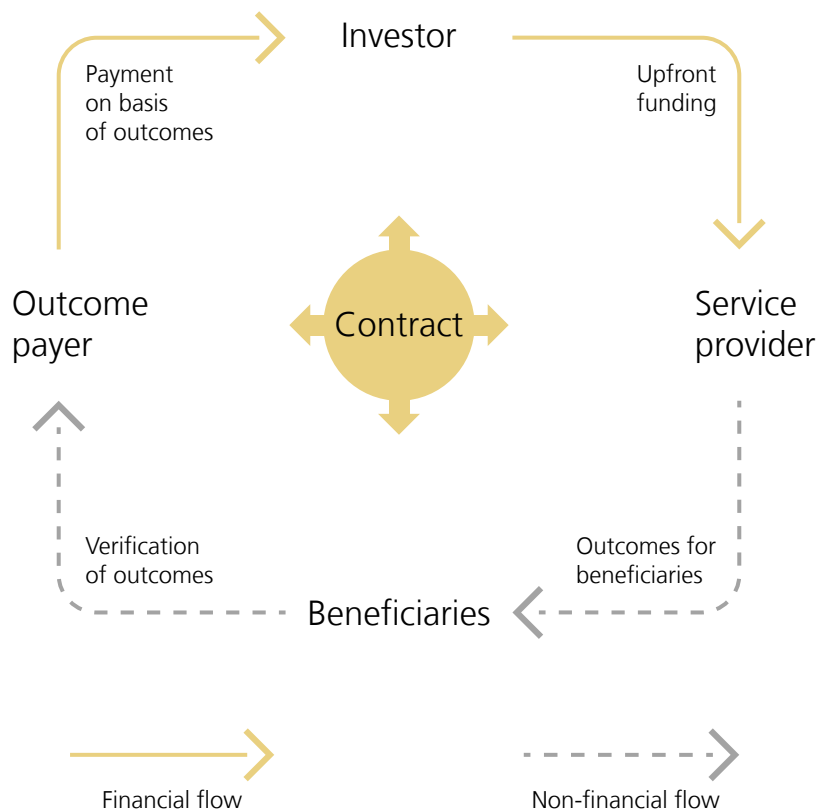 Investor
Payment
on basis
of outcomes
Upfront
funding
Outcome
payer
Contract
Service
provider
Verification
of outcomes
Outcomes for
beneficiaries
Beneficiaries
Financial flow
Non-financial flow